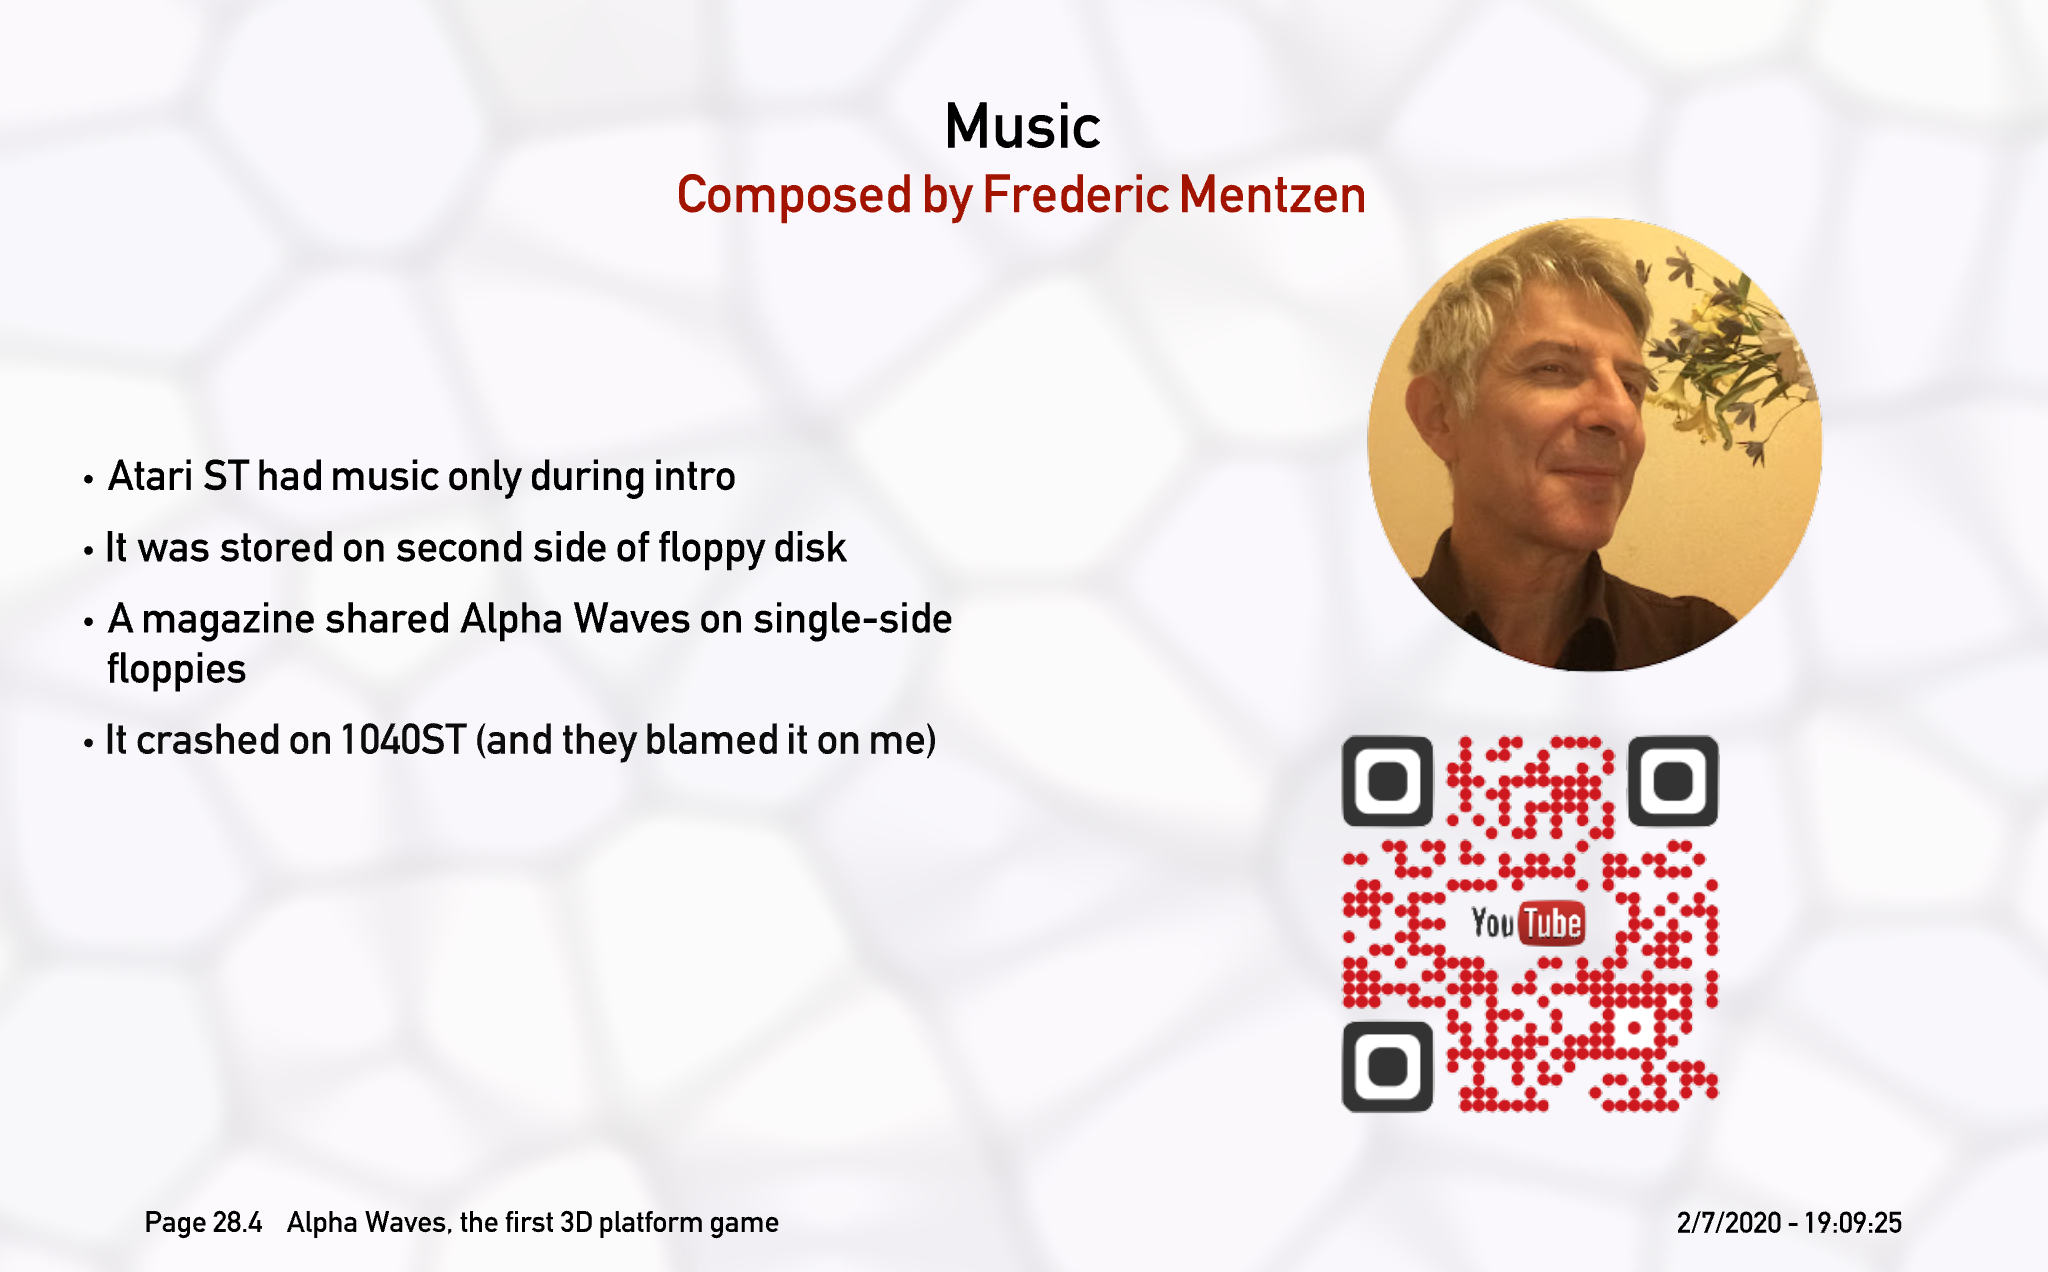 Music
Composed by Frederic Mentzen
• Atari ST had music only during intro
• It was stored on second side of floppy disk
• A magazine shared Alpha Waves on single-side
floppies
• It crashed on 1040ST (and they blamed it on me)
YouTube
Page 28.4 Alpha Waves, the first 3D platform game
2/7/2020 - 19:09:25